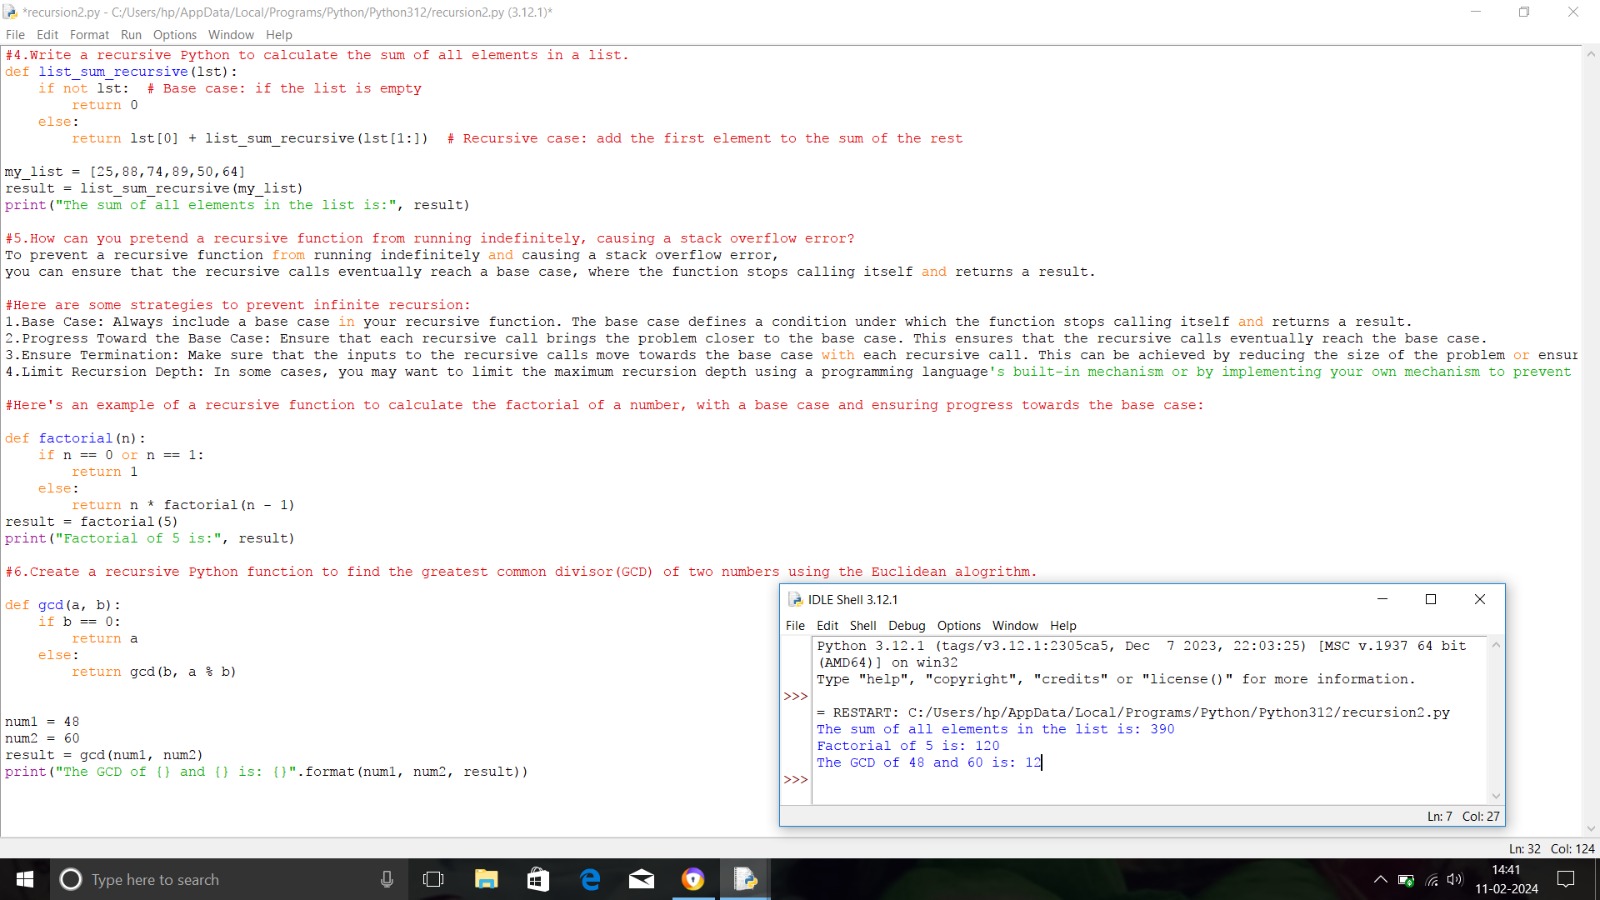 *recursion2.py - C:/Users/hp/AppData/Local/Programs/Python/Python312/recursion2.py (3.12.1)*
File Edit Format Run Options Window Help
#4.Write a recursive Python to calculate the sum of all elements in a list.
def list_sum_recursive(lst):
    if not lst:  # Base case: if the list is empty
        return 0
    else:
        return lst[0] + list_sum_recursive(lst[1:])  # Recursive case: add the first element to the sum of the rest
my_list = [25,88,74,89,50,64]
result = list_sum_recursive(my_list)
print("The sum of all elements in the list is:", result)
#5.How can you pretend a recursive function from running indefinitely, causing a stack overflow error?
To prevent a recursive function from running indefinitely and causing a stack overflow error,
you can ensure that the recursive calls eventually reach a base case, where the function stops calling itself and returns a result.
#Here are some strategies to prevent infinite recursion:
1.Base Case: Always include a base case in your recursive function. The base case defines a condition under which the function stops calling itself and returns a result.
2.Progress Toward the Base Case: Ensure that each recursive call brings the problem closer to the base case. This ensures that the recursive calls eventually reach the base case.
3.Ensure Termination: Make sure that the inputs to the recursive calls move towards the base case with each recursive call. This can be achieved by reducing the size of the problem or ensur
4.Limit Recursion Depth: In some cases, you may want to limit the maximum recursion depth using a programming language's built-in mechanism or by implementing your own mechanism to prevent
#Here's an example of a recursive function to calculate the factorial of a number, with a base case and ensuring progress towards the base case:
def factorial(n):
    if n == 0 or n == 1:
        return 1
    else:
        return n * factorial(n - 1)
result = factorial(5)
print("Factorial of 5 is:", result)
#6.Create a recursive Python function to find the greatest common divisor(GCD) of two numbers using the Euclidean alogrithm.
def gcd(a, b):
    if b == 0:
        return a
    else:
        return gcd(b, a % b)
num1 = 48
num2 = 60
result = gcd(num1, num2)
print("The GCD of {} and {} is: {}".format(num1, num2, result))
IDLE Shell 3.12.1
File Edit Shell Debug Options Window Help
Python 3.12.1 (tags/v3.12.1:2305ca5, Dec  7 2023, 22:03:25) [MSC v.1937 64 bit
(AMD64)] on win32
Type "help", "copyright", "credits" or "license()" for more information.
>>>
= RESTART: C:/Users/hp/AppData/Local/Programs/Python/Python312/recursion2.py
The sum of all elements in the list is: 390
Factorial of 5 is: 120
The GCD of 48 and 60 is: 12
>>>
Ln: 7 Col: 27
Ln: 32 Col: 124
Type here to search
14:41
11-02-2024